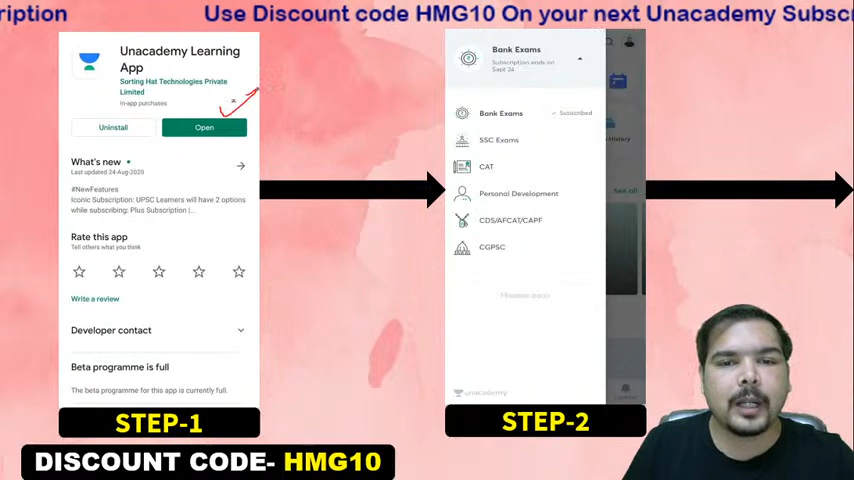 ription Use Discount code HMG10 On your next Unacademy Subscr
Unacademy Learning
App
Sorting Hat Technologies Private
Limited
In-app purchases
Uninstall
Open
What's new
Last updated 24-Aug-2020
#NewFeatures
Iconic Subscription: UPSC Learners will have 2 options
while subscribing: Plus Subscription |...
Rate this app
Tell others what you think
Write a review
Developer contact
Beta programme is full
The beta programme for this app is currently full.
STEP-1
DISCOUNT CODE- HMG10
Bank Exams
Subscription ends on
Sept 24
Bank Exams
Subscribed
SSC Exams
CAT
Personal Development
CDS/AFCAT/CAPF
CGPSC
unacademy
History
See all
STEP-2